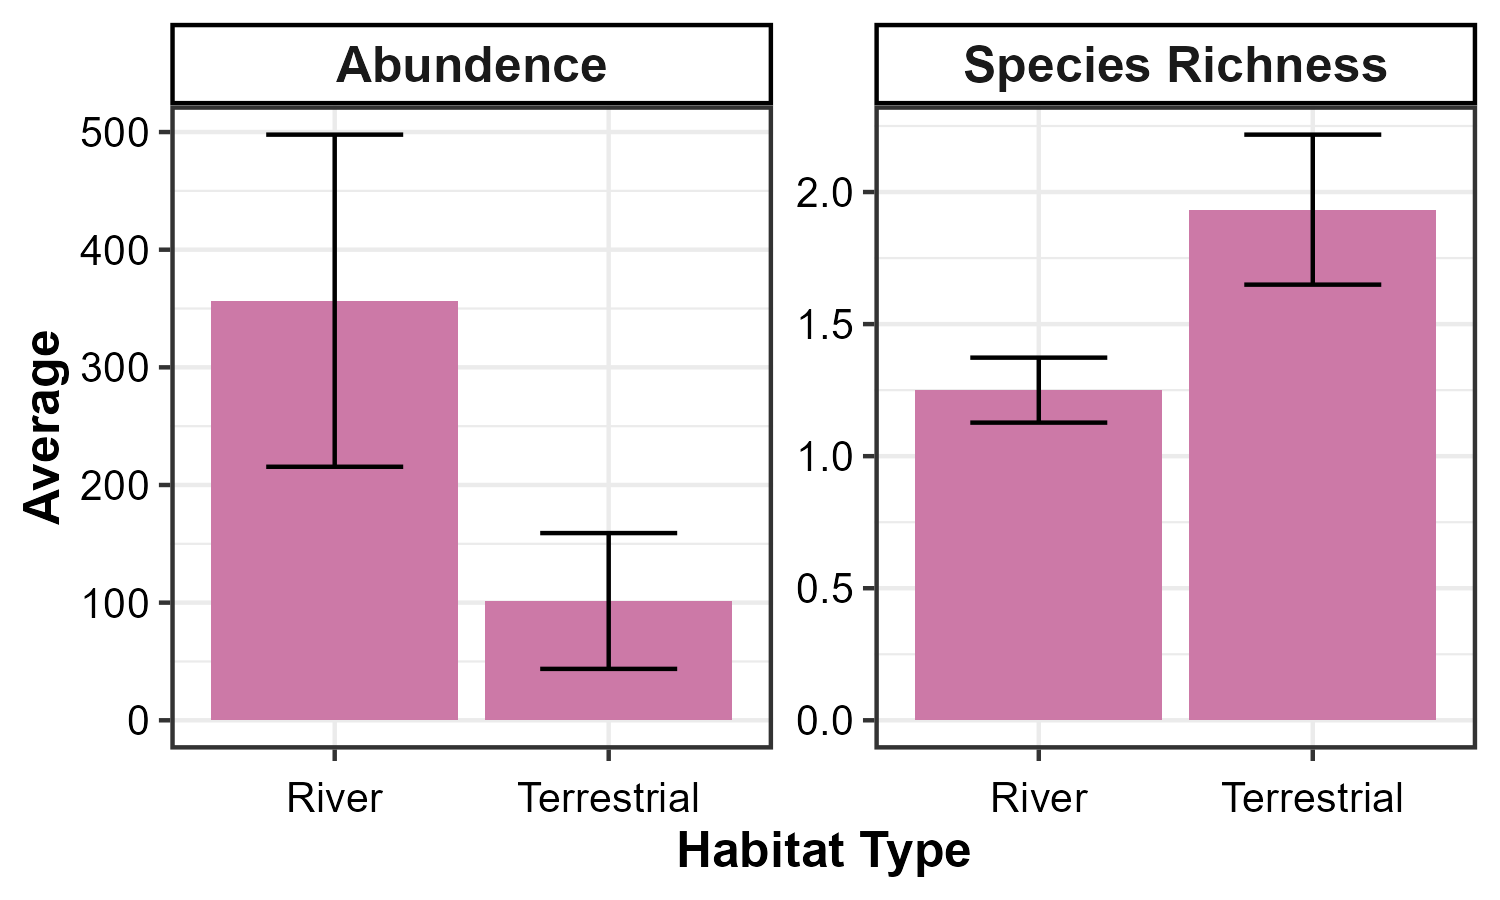 Abundence
Species Richness
500
400
300
200
100
0
2.0
1.5
1.0
0.5
0.0
Average
River Terrestrial
River Terrestrial
Habitat Type